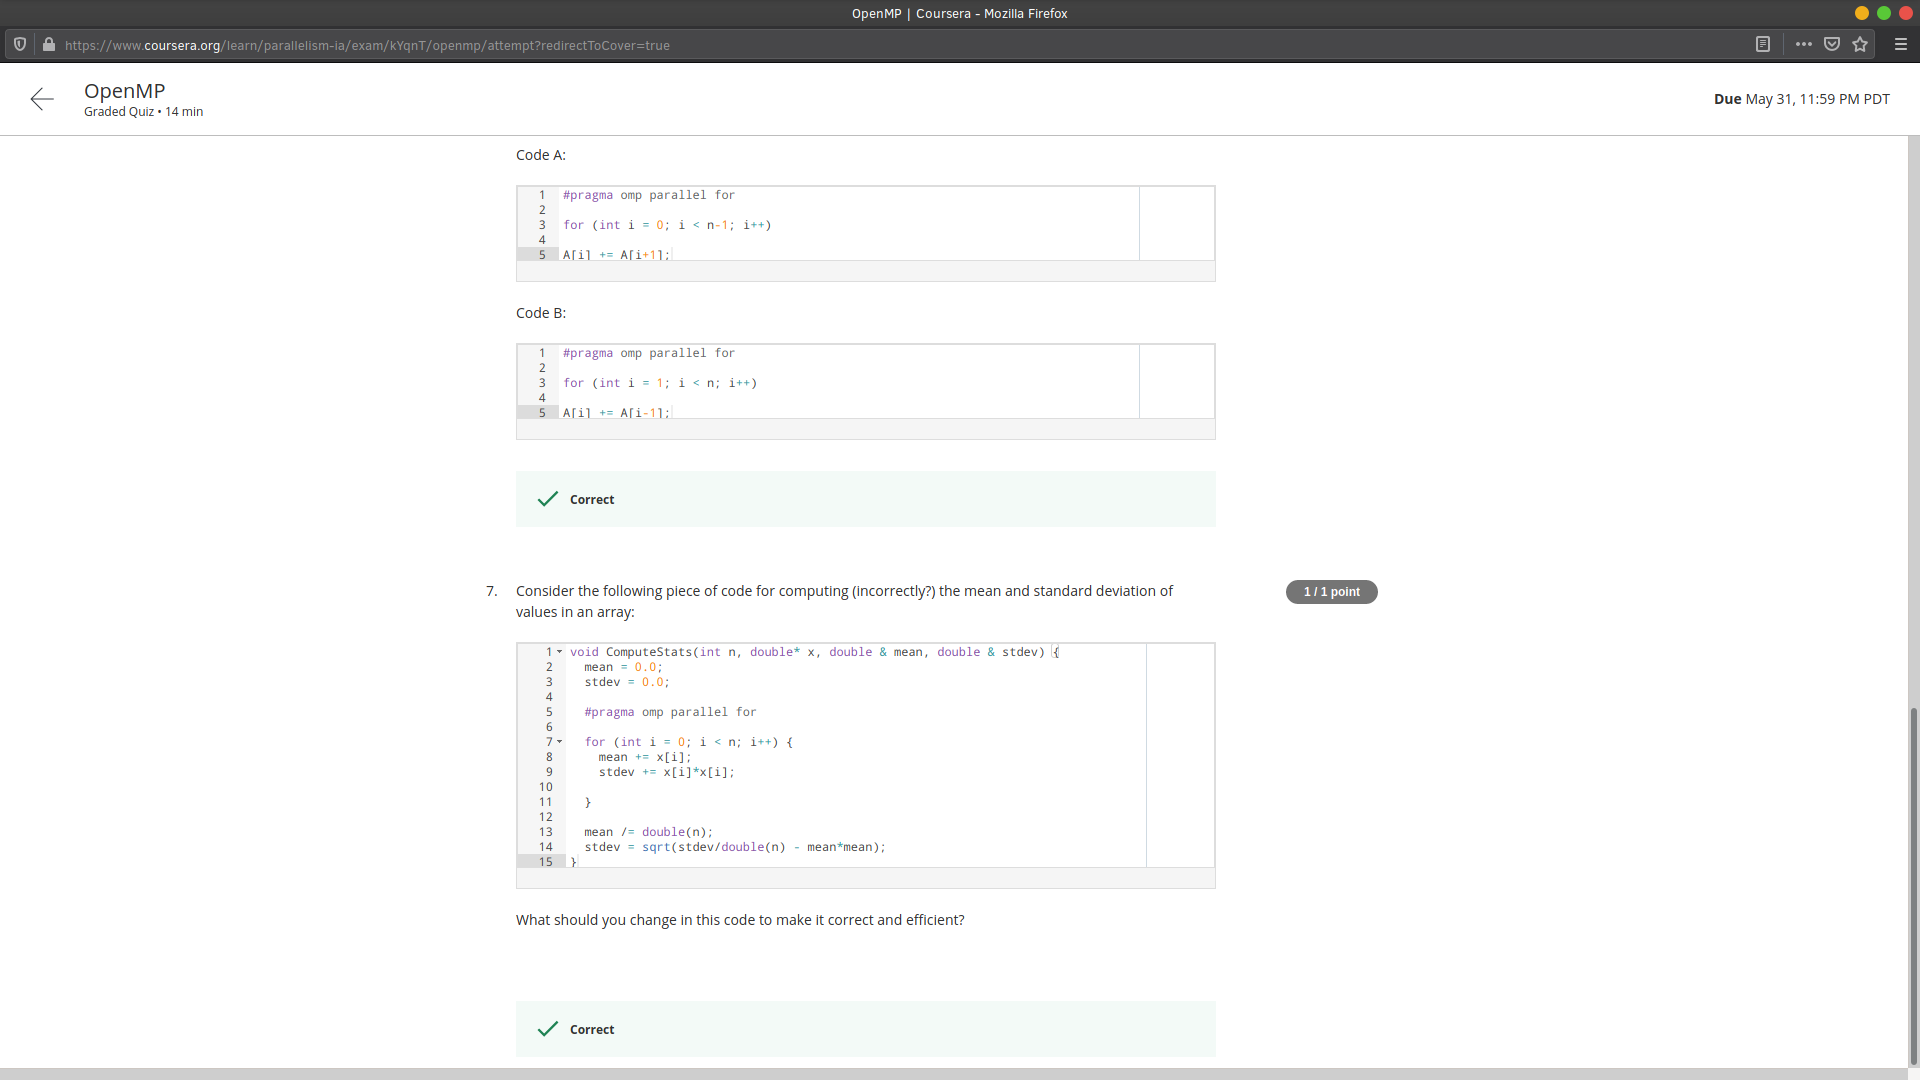 OpenMP | Coursera - Mozilla Firefox
https://www.coursera.org/learn/parallelism-ia/exam/kYqnT/openmp/attempt?redirectToCover=true
OpenMP
Graded Quiz • 14 min
Due May 31, 11:59 PM PDT
Code A:
1 #pragma omp parallel for
2
3 for (int i = 0; i < n-1; i++)
4
5 A[i] += A[i+1];
Code B:
1 #pragma omp parallel for
2
3 for (int i = 1; i < n; i++)
4
5 A[i] += A[i-1];
Correct
7. Consider the following piece of code for computing (incorrectly?) the mean and standard deviation of
values in an array:
1 / 1 point
1 void ComputeStats(int n, double* x, double & mean, double & stdev) {
2 mean = 0.0;
3 stdev = 0.0;
4
5 #pragma omp parallel for
6
7 for (int i = 0; i < n; i++) {
8 mean += x[i];
9 stdev += x[i]*x[i];
10
11 }
12
13 mean /= double(n);
14 stdev = sqrt(stdev/double(n) - mean*mean);
15 }
What should you change in this code to make it correct and efficient?
Correct